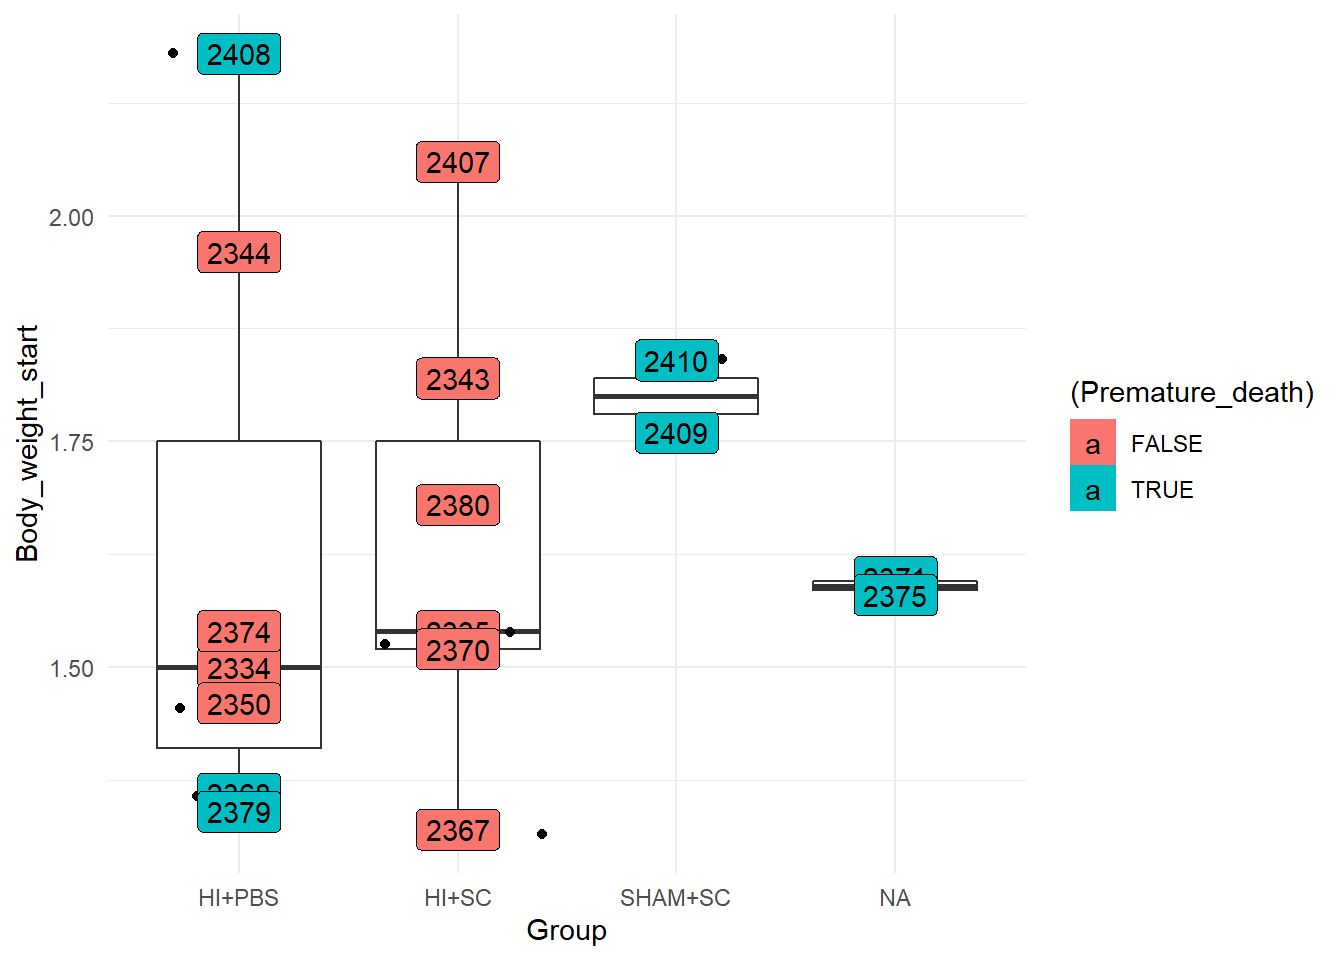 2408
2407
2.00
2344
2410
2343
2409
1.75
2380
2375
2374
2370
1.50
2334
2350
2379
2367
HI+PBS
HI+SC
SHAM+SC
NA
Group
Body_weight_start
(Premature_death)
a FALSE
a TRUE